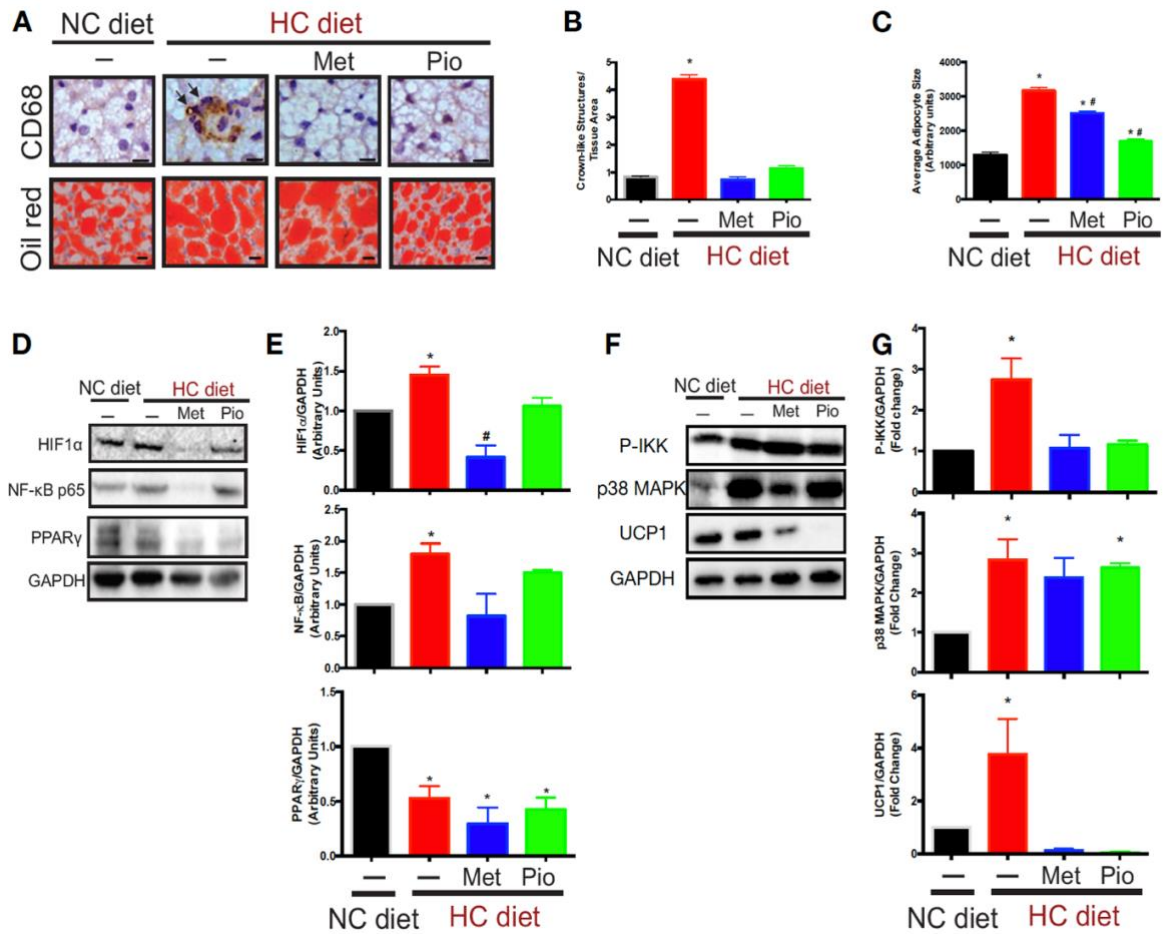 A
NC diet HC diet
– – Met Pio
CD68
Oil red
B
Crown-like Structures/
Tissue Area
5
4
3
2
1
0
*
– – Met Pio
NC diet HC diet
C
Average Adipocyte Size
(Arbitrary units)
4000
3000
2000
1000
0
*
* #
* #
– – Met Pio
NC diet HC diet
D
NC diet HC diet
– – Met Pio
HIF1α
NF-κB p65
PPARγ
GAPDH
E
HIF1α/GAPDH
(Arbitrary Units)
2.0
1.5
1.0
0.5
0.0
*
#
NF-κB/GAPDH
(Arbitrary Units)
2.5
2.0
1.5
1.0
0.5
0.0
*
PPARγ/GAPDH
(Arbitrary Units)
1.5
1.0
0.5
0.0
*
*
*
– – Met Pio
NC diet HC diet
F
NC diet HC diet
– – Met Pio
P-IKK
p38 MAPK
UCP1
GAPDH
G
P-IKK/GAPDH
(Fold change)
4
3
2
1
0
*
p38 MAPK/GAPDH
(Fold Change)
4
3
2
1
0
*
*
UCP1/GAPDH
(Fold Change)
6
4
2
0
*
– – Met Pio
NC diet HC diet